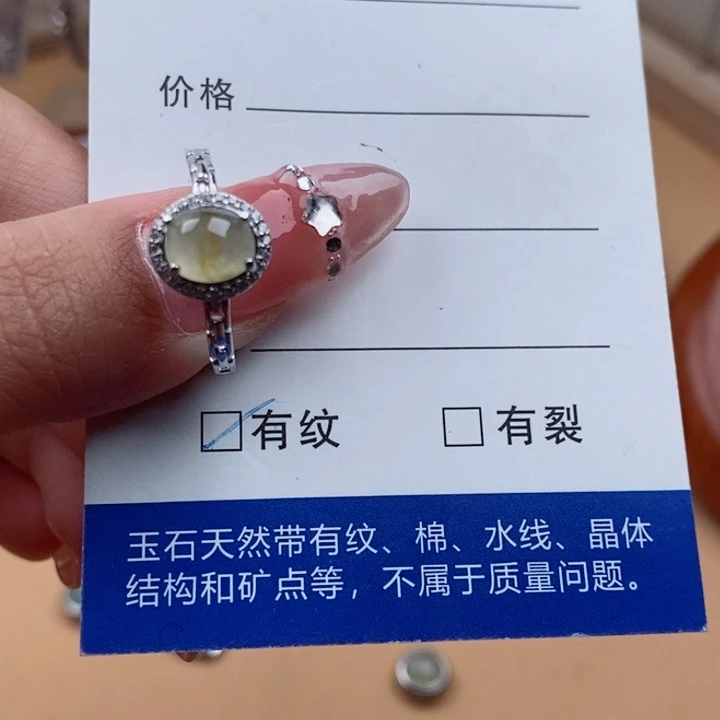 价格
有纹 有裂
玉石天然带有纹、棉、水线、晶体
结构和矿点等，不属于质量问题。